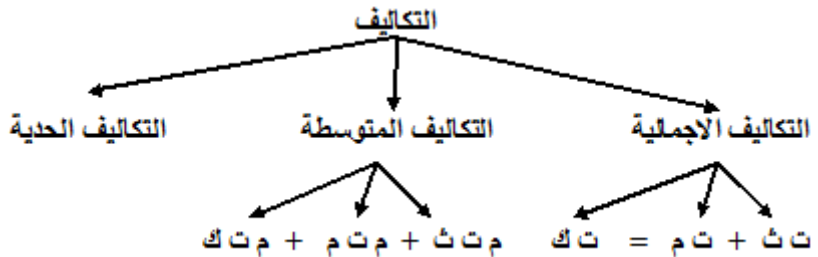 التكاليف
التكاليف الاجمالية التكاليف المتوسطة التكاليف الحدية
ت ث + ت م = ت ك م ت ث + م ت م + م ت ك